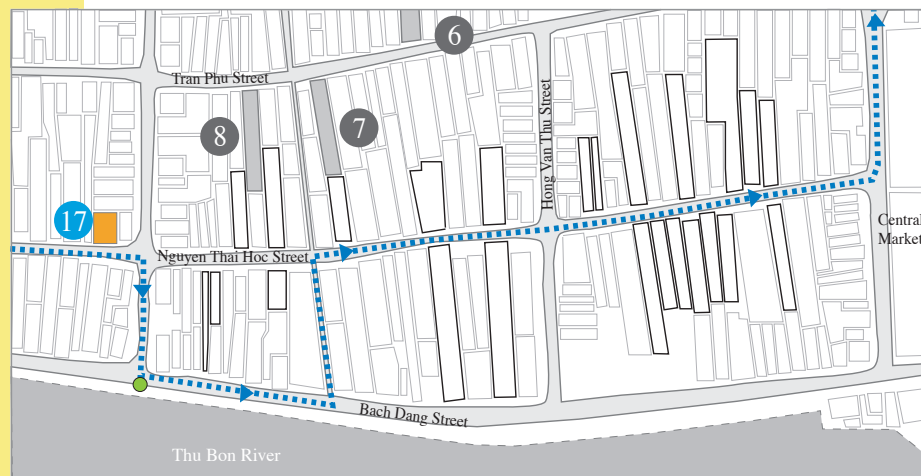 6
Tran Phu Street
8
7
Hong Van Thu Street
17
Central
Market
Nguyen Thai Hoc Street
Bach Dang Street
Thu Bon River